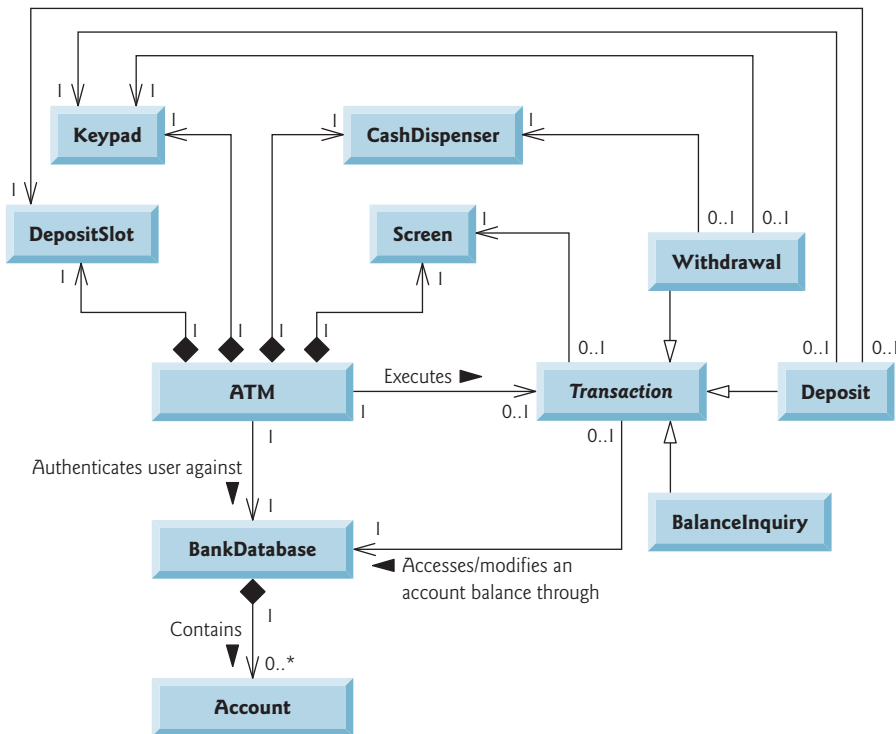 1
1
1
Keypad
1
1
CashDispenser
1
1
DepositSlot
1
Screen
1
0..1
0..1
Withdrawal
1
1
1
1
1
1
0..1
0..1
0..1
ATM
Executes
1
0..1
Transaction
Deposit
1
0..1
Authenticates user against
1
BankDatabase
1
BalanceInquiry
Accesses/modifies an
account balance through
1
Contains
0..*
Account